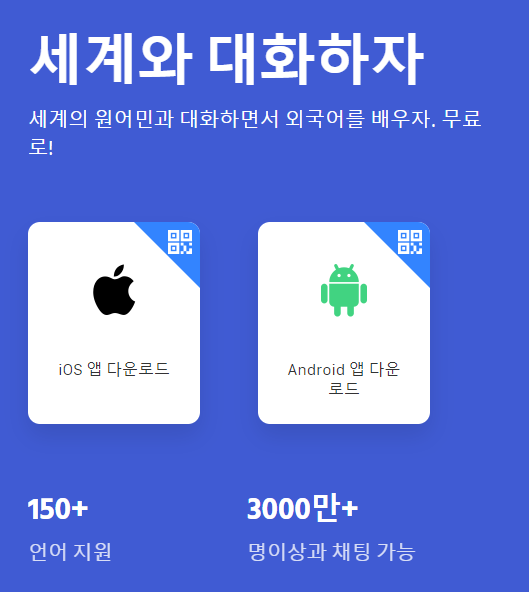 세계와 대화하자
세계의 원어민과 대화하면서 외국어를 배우자. 무료
로!
iOS 앱 다운로드
Android 앱 다운
로드
150+
언어 지원
3000만+
명이상과 채팅 가능